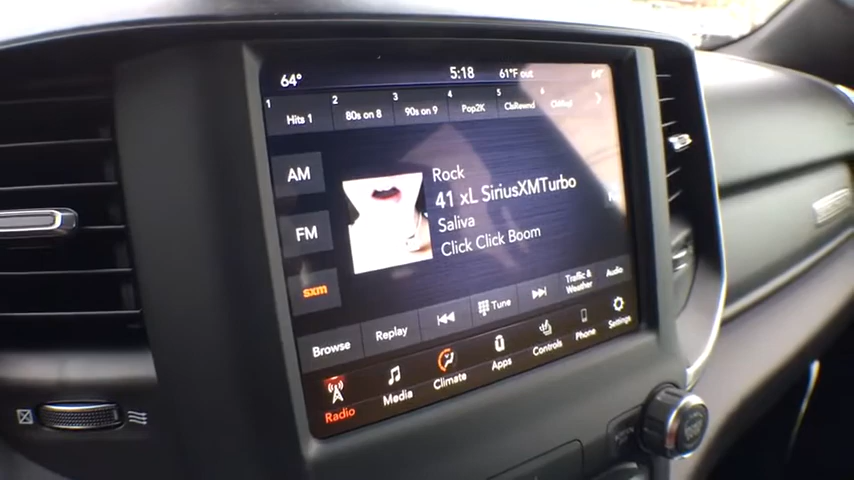 64° 5:18 61°F out 64°
1 Hits 1 2 80s on 8 3 90s on 9 4 Pop2K 5 ClsRewnd 6
AM
FM
sxm
Rock
41 xL SiriusXMTurbo
Saliva
Click Click Boom
Browse Replay Tune Traffic & Weather Audio
Radio Media Climate Apps Controls Phone Settings